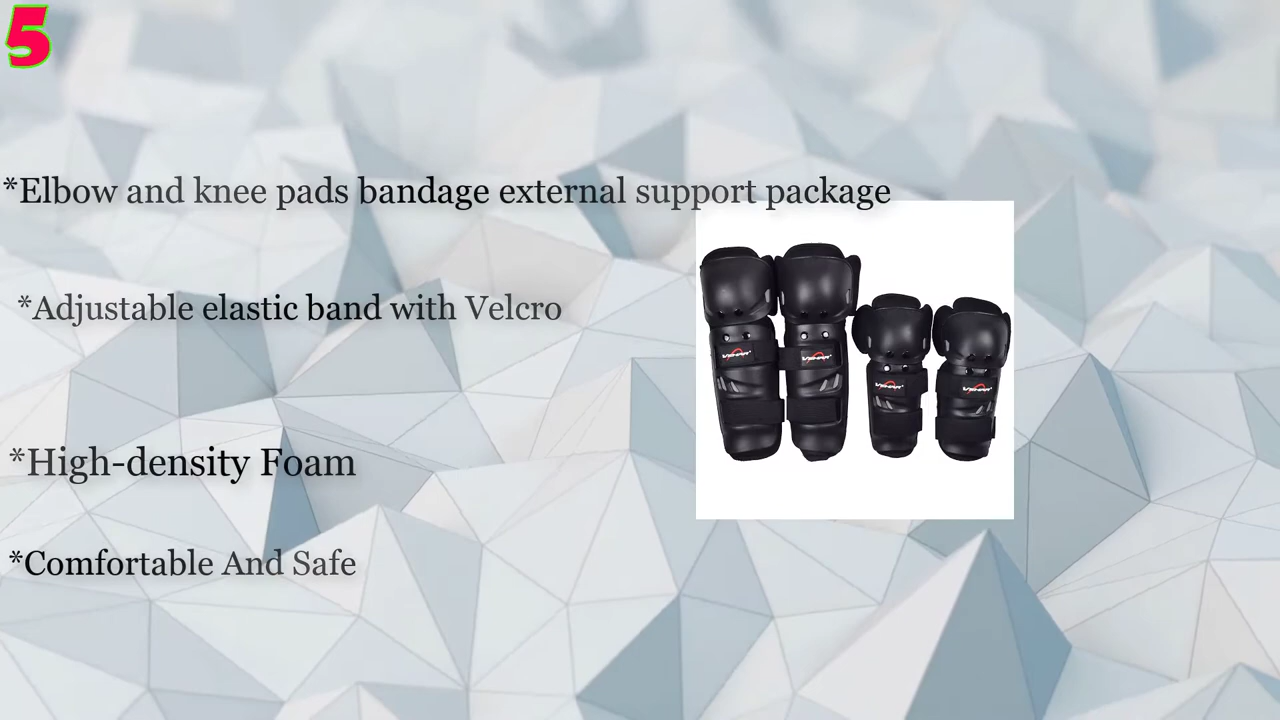 5
*Elbow and knee pads bandage external support package
*Adjustable elastic band with Velcro
*High-density Foam
*Comfortable And Safe